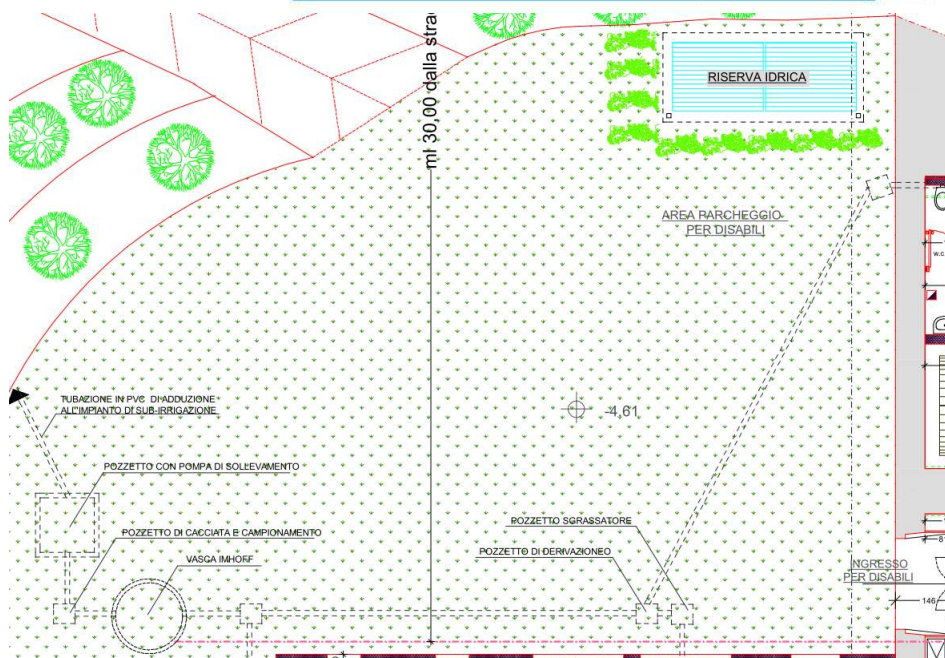 ml 30,00 dalla stra
RISERVA IDRICA
AREA PARCHEGGIO
PER DISABILI
W.C.
TUBAZIONE IN PVC DI ADDUZIONE
ALL'IMPIANTO DI SUB-IRRIGAZIONE
-4,61
POZZETTO CON POMPA DI SOLLEVAMENTO
POZZETTO DI CACCIATA E CAMPIONAMENTO
POZZETTO SGRASSATORE
POZZETTO DI DERIVAZIONEO
VASCA IMHOFF
INGRESSO
PER DISABILI
8
146